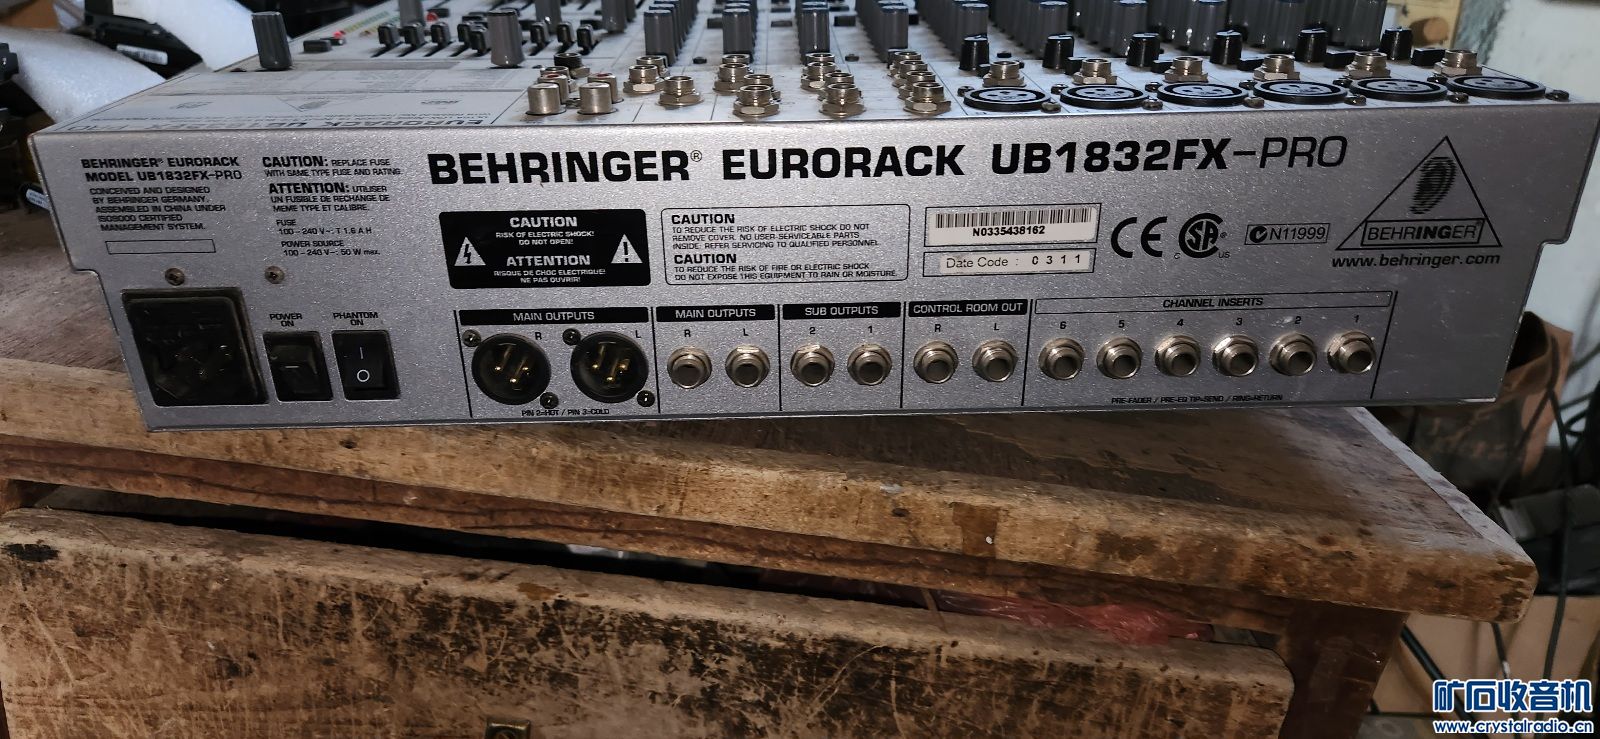 BEHRINGER® EURORACK UB1832FX-PRO
BEHRINGER® EURORACK
MODEL UB1832FX-PRO
CONCEIVED AND DESIGNED
BY BEHRINGER GERMANY.
ASSEMBLED IN CHINA UNDER
ISO9000 CERTIFIED
MANAGEMENT SYSTEM.
CAUTION: REPLACE FUSE
WITH SAME TYPE FUSE AND RATING.
ATTENTION: UTILISER
UN FUSIBLE DE RECHANGE DE
MEME TYPE ET CALIBRE.
FUSE
100-240 V~: T 1.6 A H
POWER SOURCE
100-240 V~: 50 W max.
CAUTION
RISK OF ELECTRIC SHOCK!
DO NOT OPEN!
ATTENTION
RISQUE DE CHOC ELECTRIQUE!
NE PAS OUVRIR!
CAUTION
TO REDUCE THE RISK OF ELECTRIC SHOCK DO NOT
REMOVE COVER. NO USER-SERVICEABLE PARTS
INSIDE. REFER SERVICING TO QUALIFIED PERSONNEL.
CAUTION
TO REDUCE THE RISK OF FIRE OR ELECTRIC SHOCK
DO NOT EXPOSE THIS EQUIPMENT TO RAIN OR MOISTURE.
N0335438162
Date Code : 0311
CE
SA® C US
N11999
BEHRINGER
www.behringer.com
POWER
ON
PHANTOM
ON
MAIN OUTPUTS
R L
PIN 2=HOT / PIN 3=COLD
MAIN OUTPUTS
R L
SUB OUTPUTS
2 1
CONTROL ROOM OUT
R L
CHANNEL INSERTS
6 5 4 3 2 1
PRE-FADER / PRE-EQ TIP=SEND / RING=RETURN
矿石收音机
www.crystalradio.cn